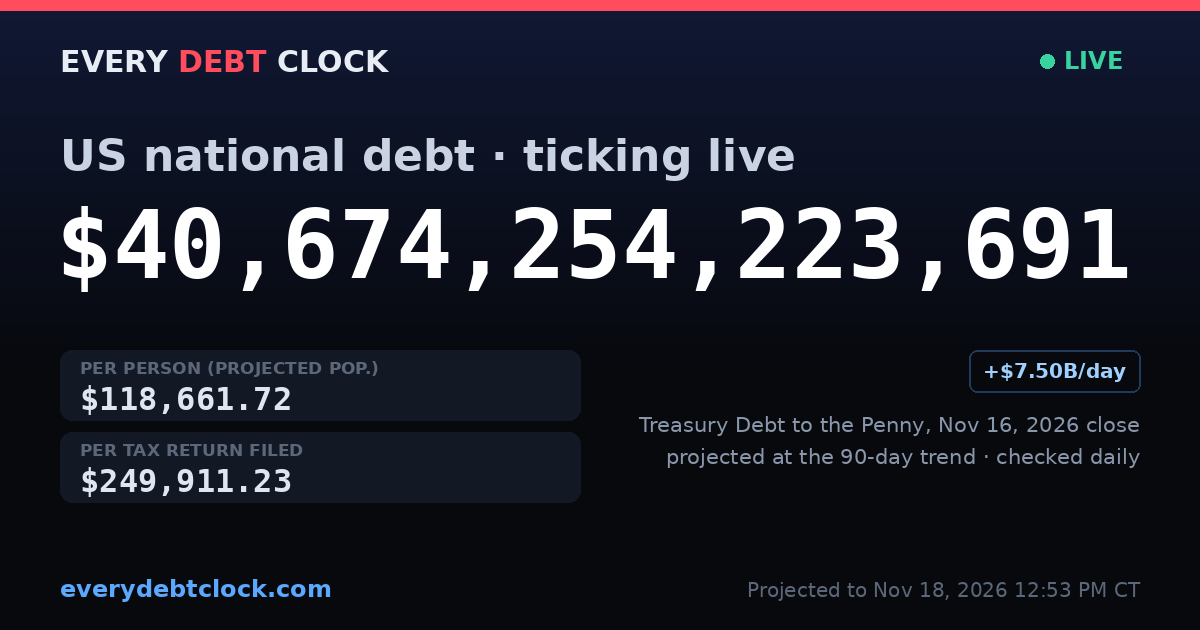 EVERY DEBT CLOCK
LIVE
US national debt · ticking live
$40,674,254,223,691
PER PERSON (PROJECTED POP.)
$118,661.72
PER TAX RETURN FILED
$249,911.23
+$7.50B/day
Treasury Debt to the Penny, Nov 16, 2026 close
projected at the 90-day trend · checked daily
everydebtclock.com
Projected to Nov 18, 2026 12:53 PM CT